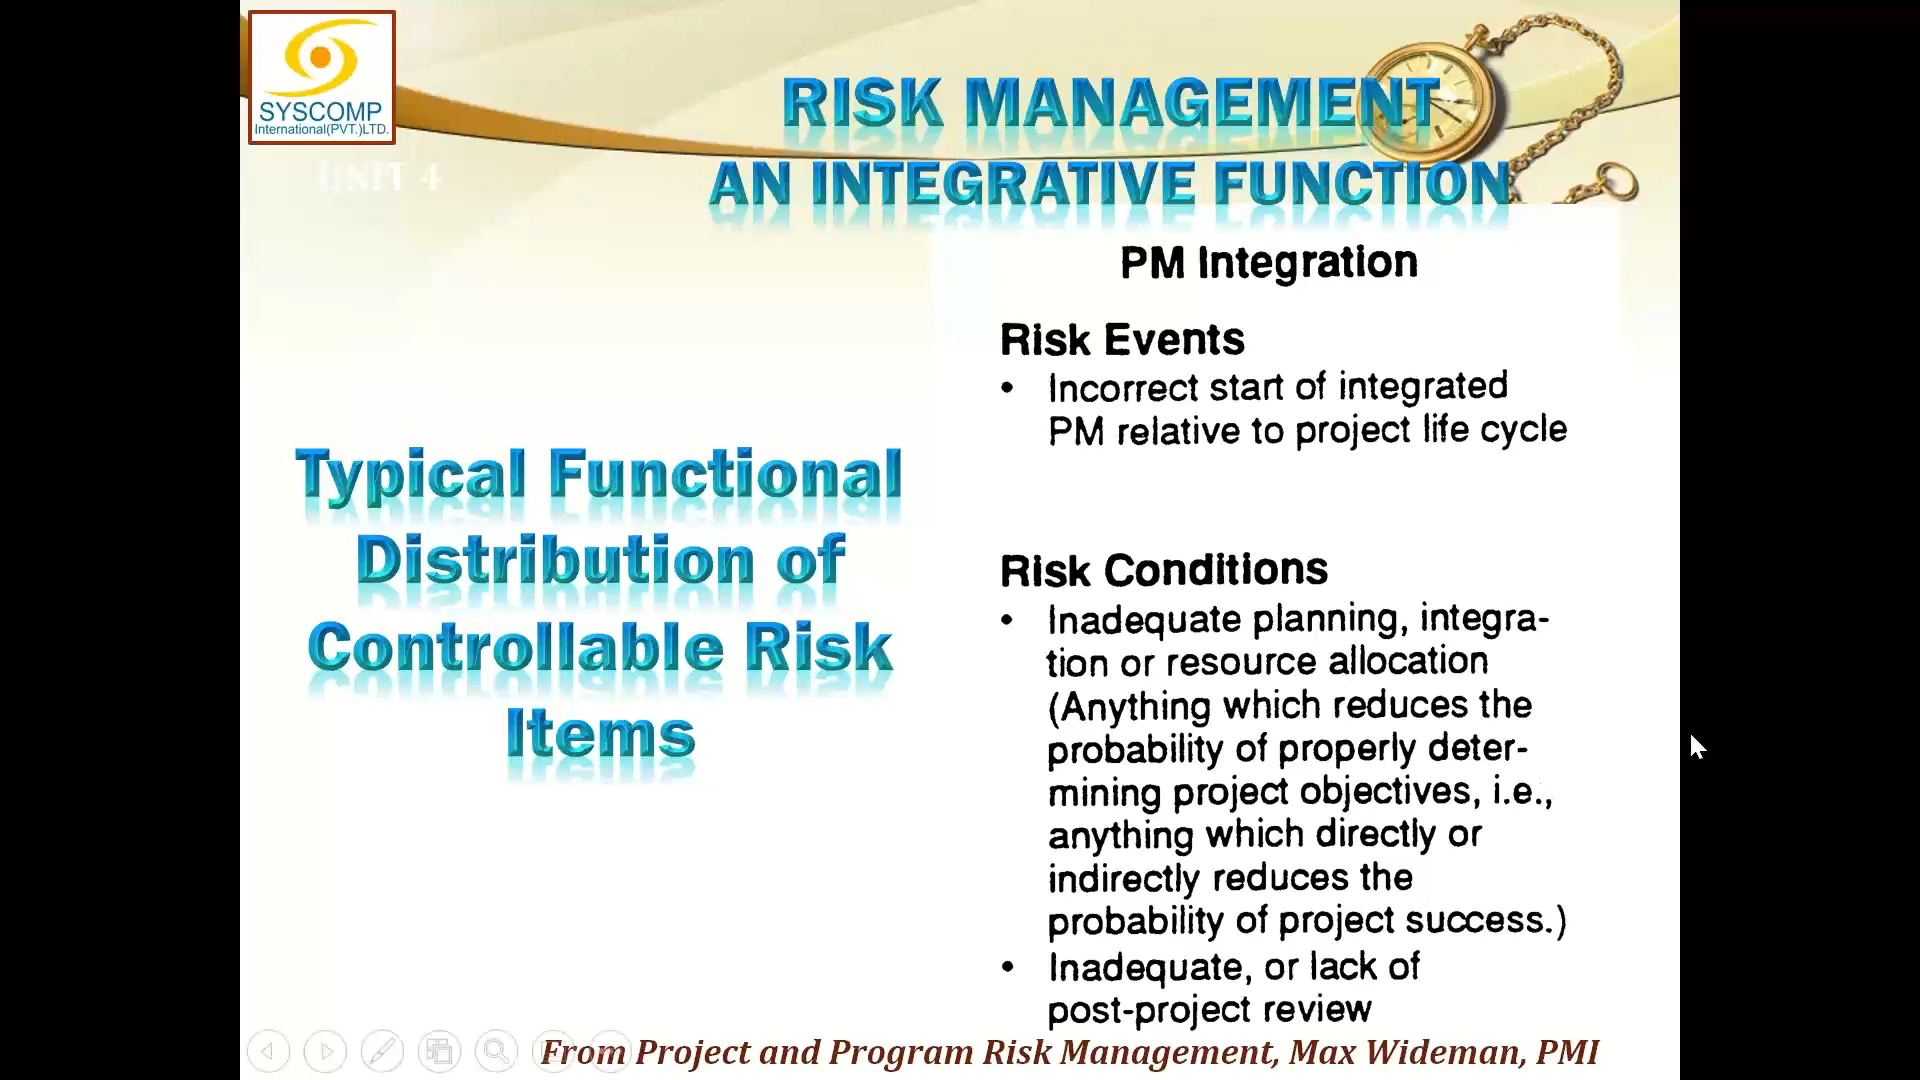 SYSCOMP
International(PVT.)LTD.
UNIT 4
RISK MANAGEMENT
AN INTEGRATIVE FUNCTION
Typical Functional
Distribution of
Controllable Risk
Items
PM Integration
Risk Events
• Incorrect start of integrated
PM relative to project life cycle
Risk Conditions
• Inadequate planning, integra-
tion or resource allocation
(Anything which reduces the
probability of properly deter-
mining project objectives, i.e.,
anything which directly or
indirectly reduces the
probability of project success.)
• Inadequate, or lack of
post-project review
From Project and Program Risk Management, Max Wideman, PMI